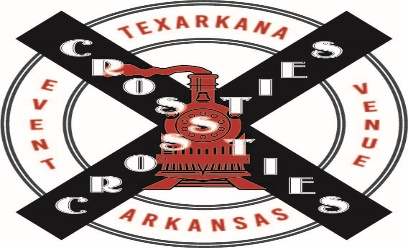 TEXARKANA
CROSSTIES
CROSSTIES
EVENT
VENUE
ARKANSAS